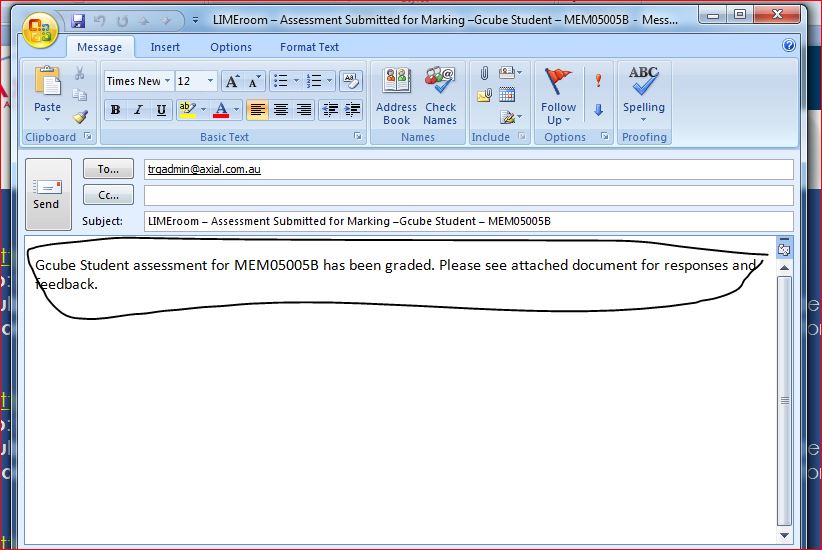 LIMEroom – Assessment Submitted for Marking –Gcube Student – MEM05005B - Mess...
Message Insert Options Format Text
Times New 12
Paste
B I U
Address Book
Check Names
Follow Up
Spelling
Clipboard Basic Text Names Include Options Proofing
To... trgadmin@axial.com.au
Cc...
Send
Subject: LIMEroom – Assessment Submitted for Marking –Gcube Student – MEM05005B
Gcube Student assessment for MEM05005B has been graded. Please see attached document for responses and
feedback.